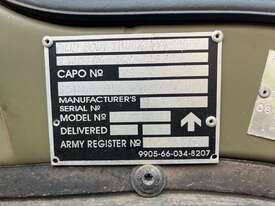 CAPO Nº
MANUFACTURER'S
SERIAL Nº
MODEL Nº
DELIVERED
ARMY REGISTER Nº
9905-66-034-8207